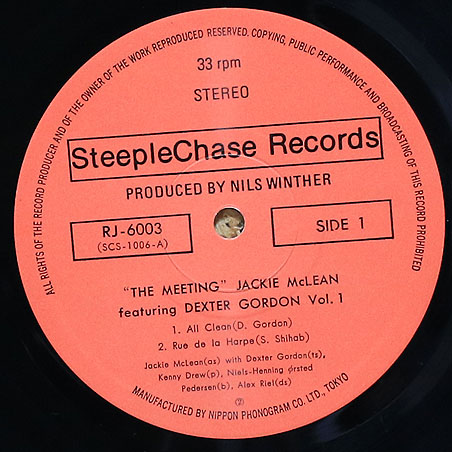 ALL RIGHTS OF THE RECORD PRODUCER AND OF THE OWNER OF THE WORK REPRODUCED RESERVED. COPYING, PUBLIC PERFORMANCE AND BROADCASTING OF THIS RECORD PROHIBITED
33 rpm
STEREO
SteepleChase Records
PRODUCED BY NILS WINTHER
RJ-6003
(SCS-1006-A)
SIDE 1
"THE MEETING" JACKIE McLEAN
featuring DEXTER GORDON Vol. 1
1. All Clean(D. Gordon)
2. Rue de la Harpe(S. Shihab)
Jackie McLean(as) with Dexter Gordon(ts),
Kenny Drew(p), Niels-Henning Ørsted
Pedersen(b), Alex Riel(ds)
Ⓟ
MANUFACTURED BY NIPPON PHONOGRAM CO. LTD., TOKYO